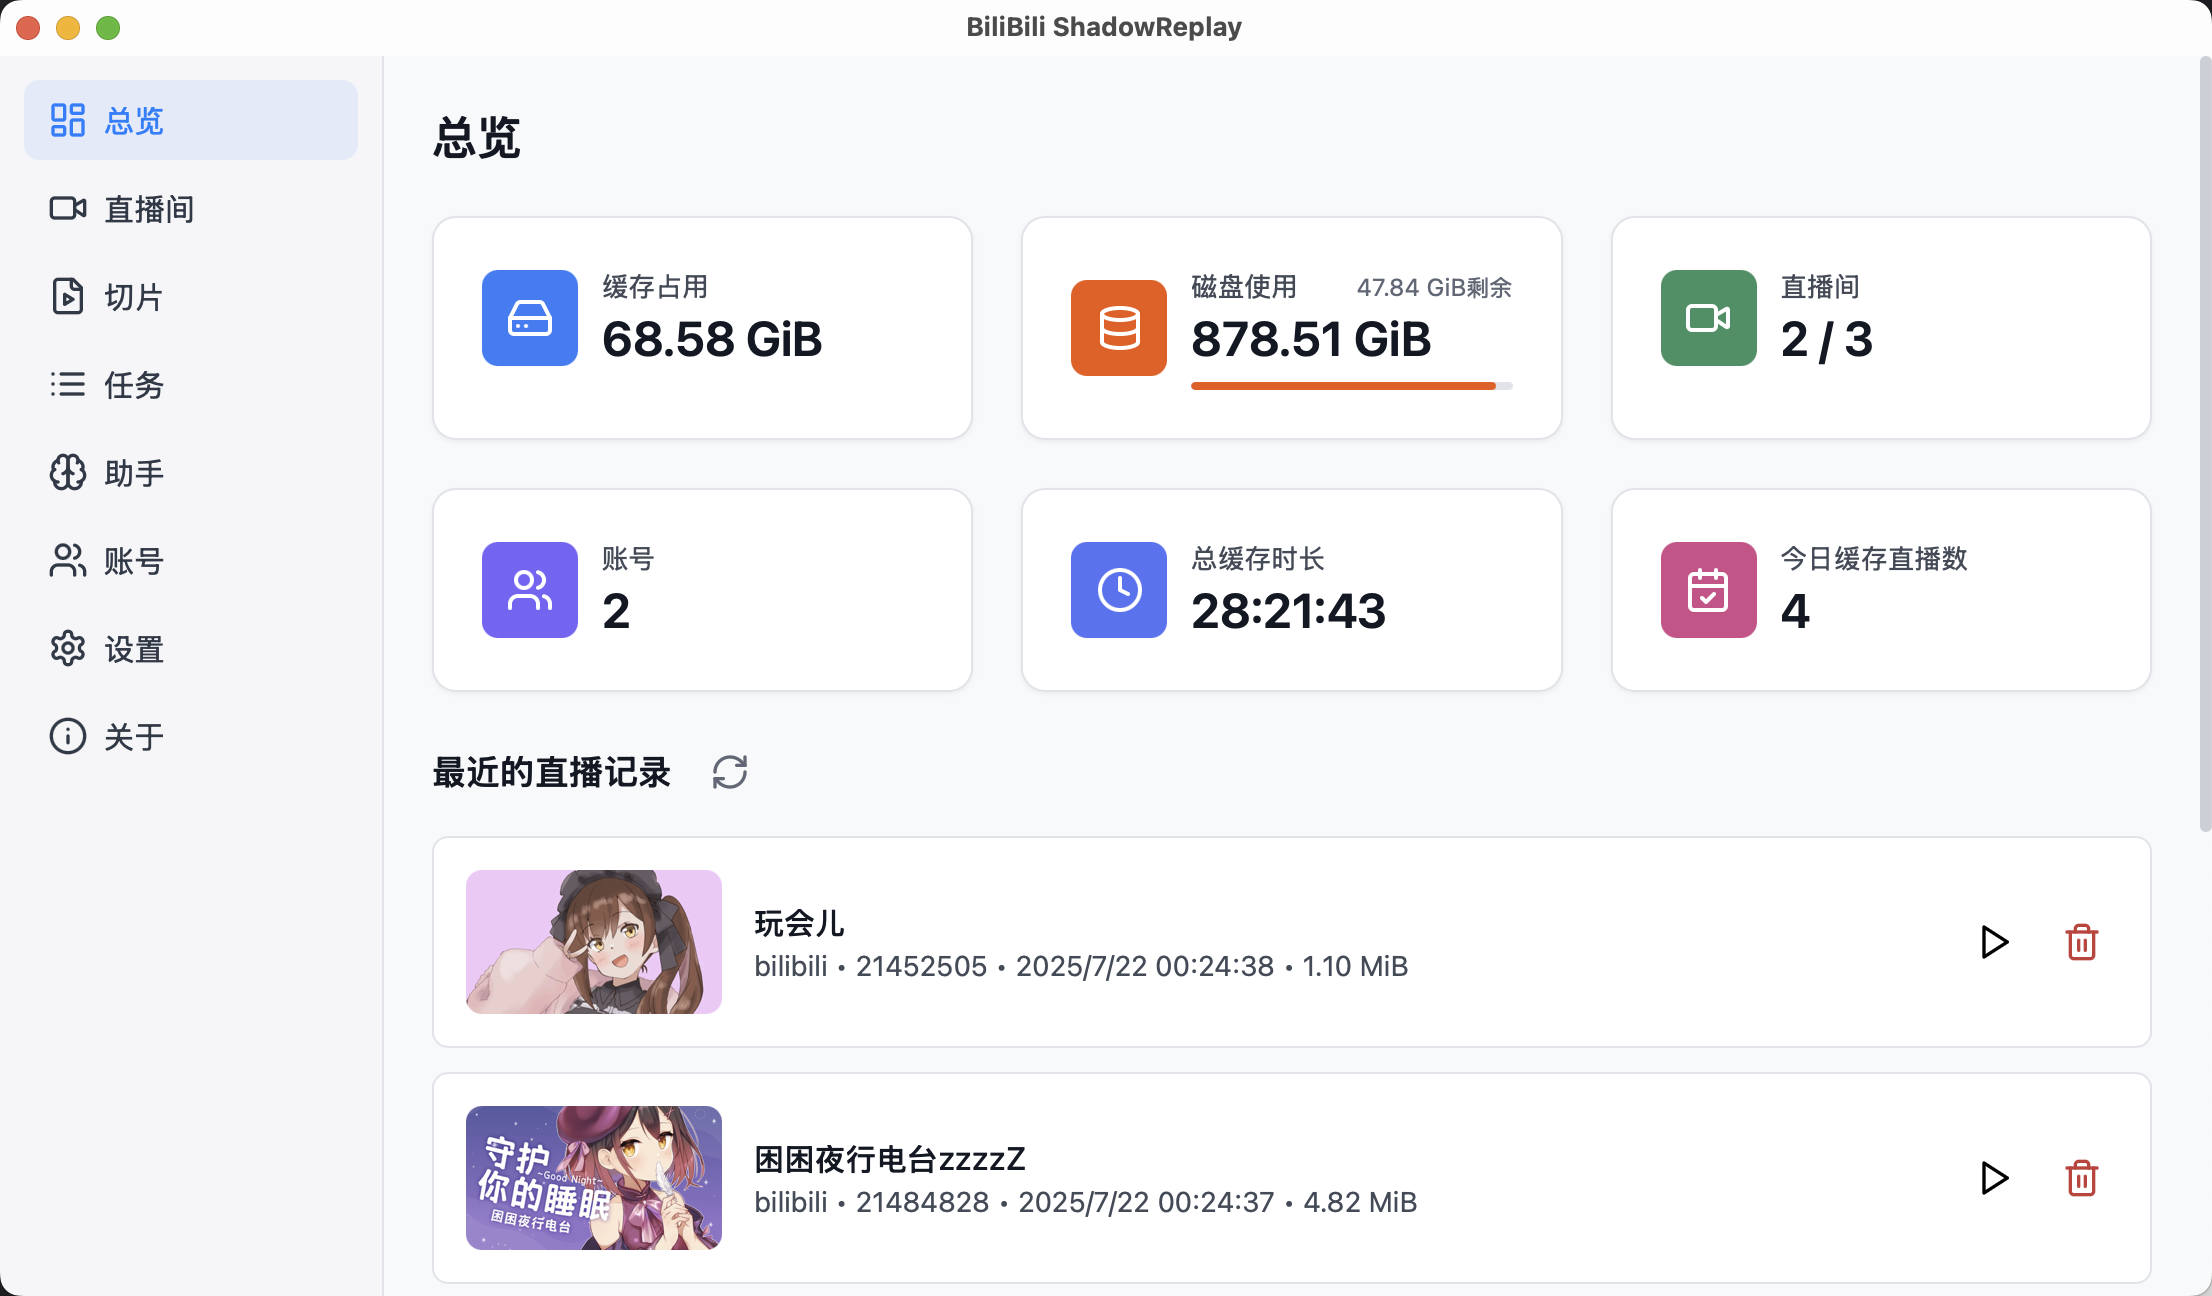 BiliBili ShadowReplay
总览
直播间
切片
任务
助手
账号
设置
关于
总览
缓存占用
68.58 GiB
磁盘使用 47.84 GiB剩余
878.51 GiB
直播间
2 / 3
账号
2
总缓存时长
28:21:43
今日缓存直播数
4
最近的直播记录
玩会儿
bilibili • 21452505 • 2025/7/22 00:24:38 • 1.10 MiB
守护
~Good Night~
你的睡眠
困困夜行电台
困困夜行电台zzzzZ
bilibili • 21484828 • 2025/7/22 00:24:37 • 4.82 MiB